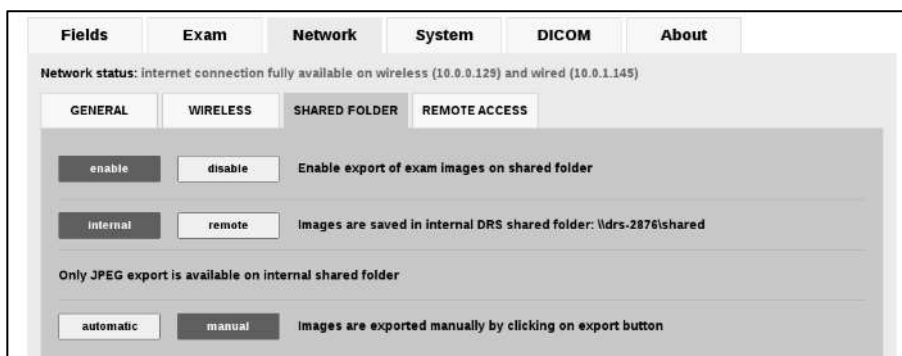 Fields Exam Network System DICOM About
Network status: internet connection fully available on wireless (10.0.0.129) and wired (10.0.1.145)
GENERAL WIRELESS SHARED FOLDER REMOTE ACCESS
enable disable Enable export of exam images on shared folder
internal remote Images are saved in internal DRS shared folder: \\drs-2876\shared
Only JPEG export is available on internal shared folder
automatic manual Images are exported manually by clicking on export button